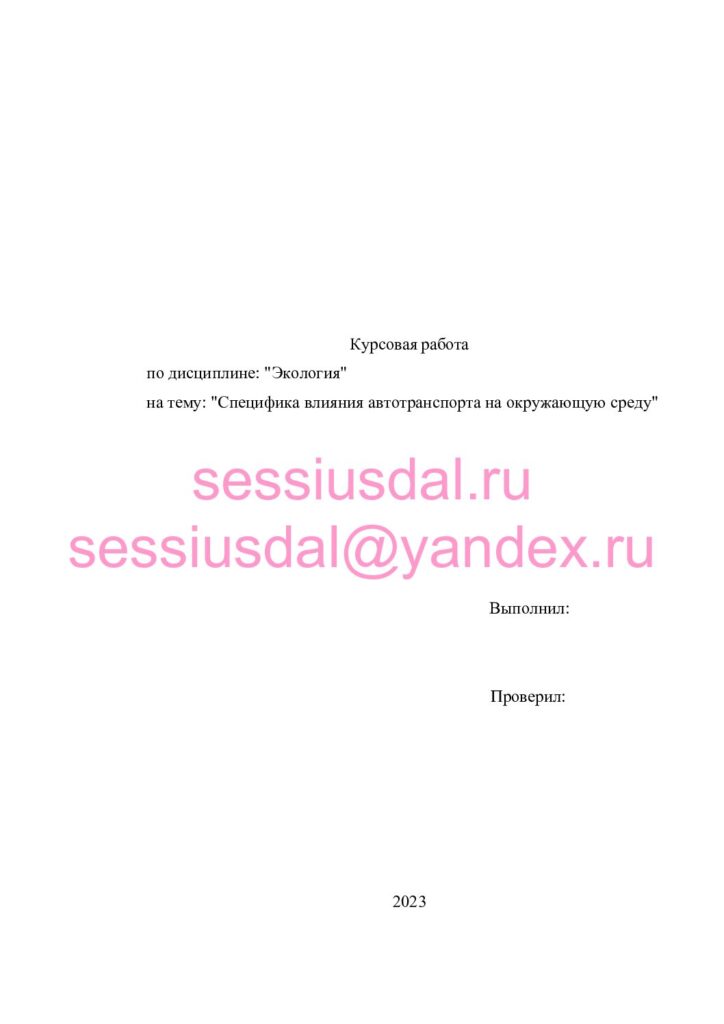 Курсовая работа
по дисциплине: "Экология"
на тему: "Специфика влияния автотранспорта на окружающую среду"
sessiusdal.ru
sessiusdal@yandex.ru
Выполнил:
Проверил:
2023